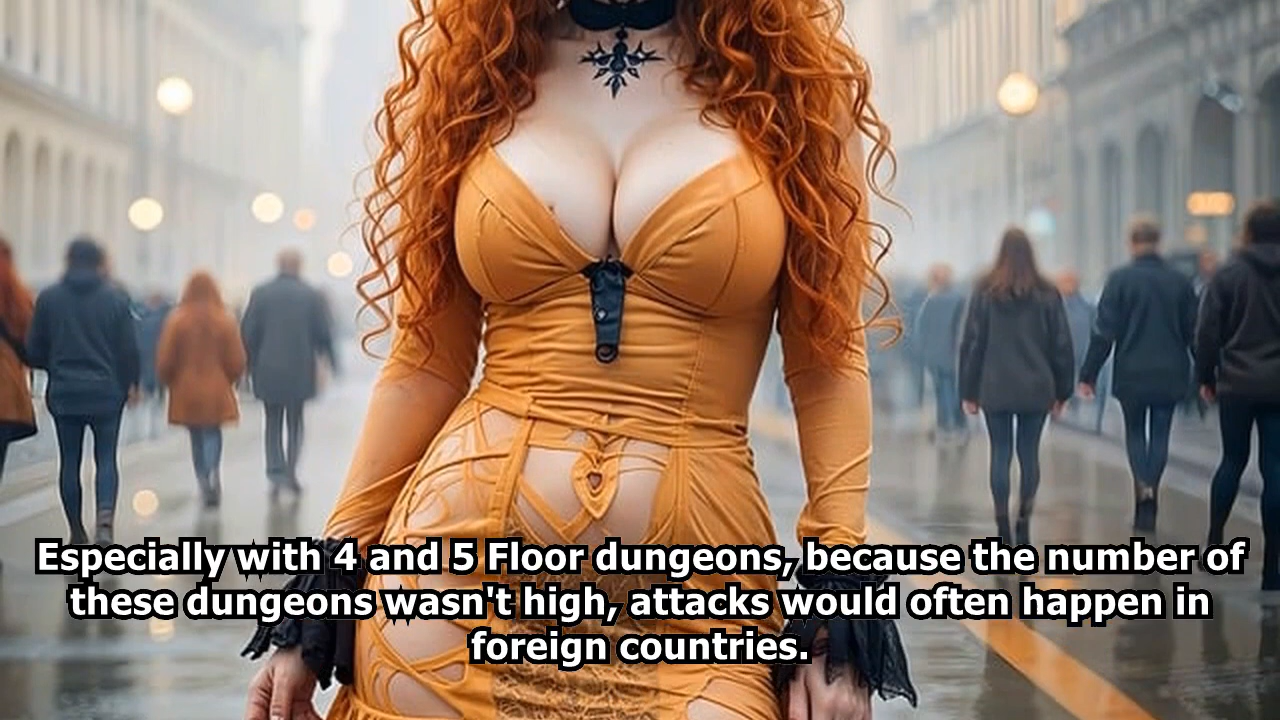 Especially with 4 and 5 Floor dungeons, because the number of
these dungeons wasn't high, attacks would often happen in
foreign countries.